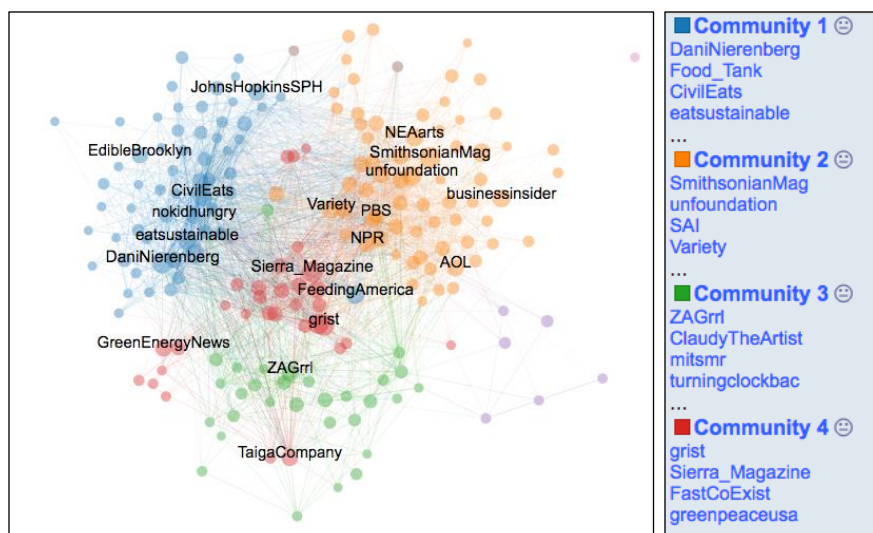 JohnsHopkinsSPH
NEAarts
EdibleBrooklyn
SmithsonianMag
unfoundation
CivilEats
businessinsider
nokidhungry
Variety
PBS
eatsustainable
NPR
DaniNierenberg
Sierra_Magazine
AOL
FeedingAmerica
grist
GreenEnergyNews
ZAGrrl
TaigaCompany
Community 1
DaniNierenberg
Food_Tank
CivilEats
eatsustainable
...
Community 2
SmithsonianMag
unfoundation
SAI
Variety
...
Community 3
ZAGrrl
ClaudyTheArtist
mitsmr
turningclockbac
...
Community 4
grist
Sierra_Magazine
FastCoExist
greenpeaceusa